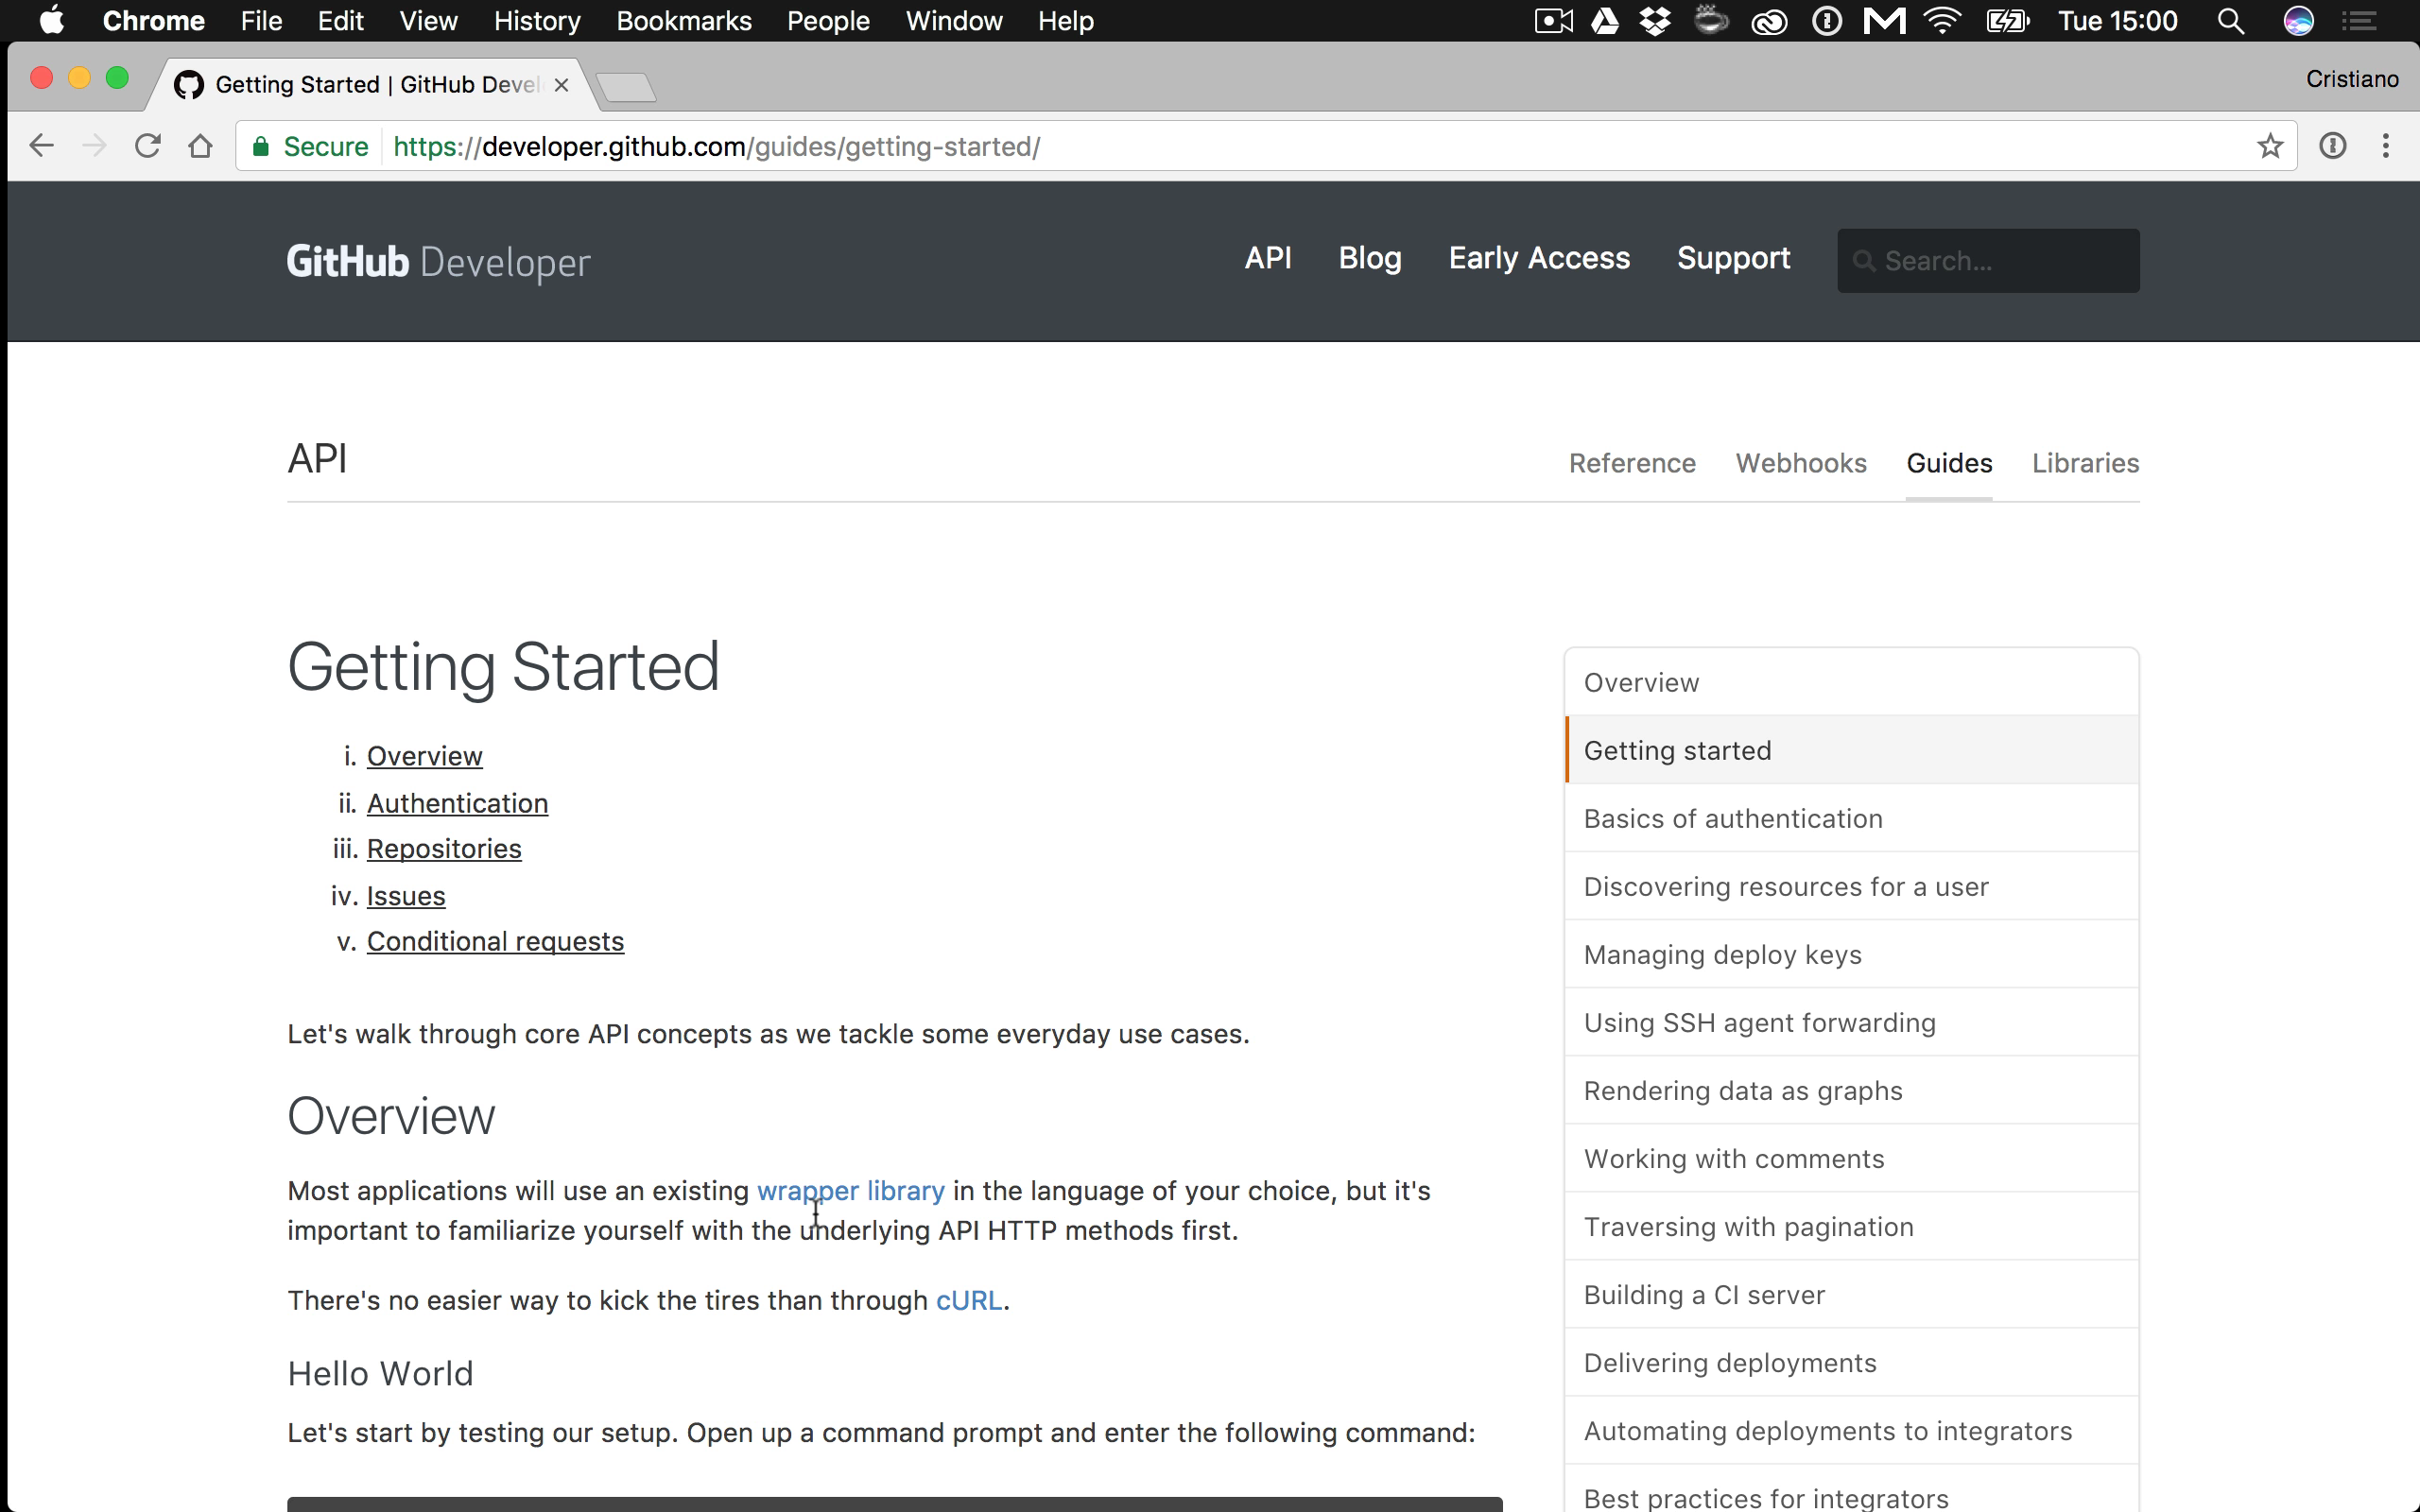 Chrome File Edit View History Bookmarks People Window Help Tue 15:00
Getting Started | GitHub Devel
Cristiano
Secure https://developer.github.com/guides/getting-started/
GitHub Developer API Blog Early Access Support Search...
API Reference Webhooks Guides Libraries
Getting Started
i. Overview
ii. Authentication
iii. Repositories
iv. Issues
v. Conditional requests
Let's walk through core API concepts as we tackle some everyday use cases.
Overview
Most applications will use an existing wrapper library in the language of your choice, but it's
important to familiarize yourself with the underlying API HTTP methods first.
There's no easier way to kick the tires than through cURL.
Hello World
Let's start by testing our setup. Open up a command prompt and enter the following command:
Overview
Getting started
Basics of authentication
Discovering resources for a user
Managing deploy keys
Using SSH agent forwarding
Rendering data as graphs
Working with comments
Traversing with pagination
Building a CI server
Delivering deployments
Automating deployments to integrators
Best practices for integrators